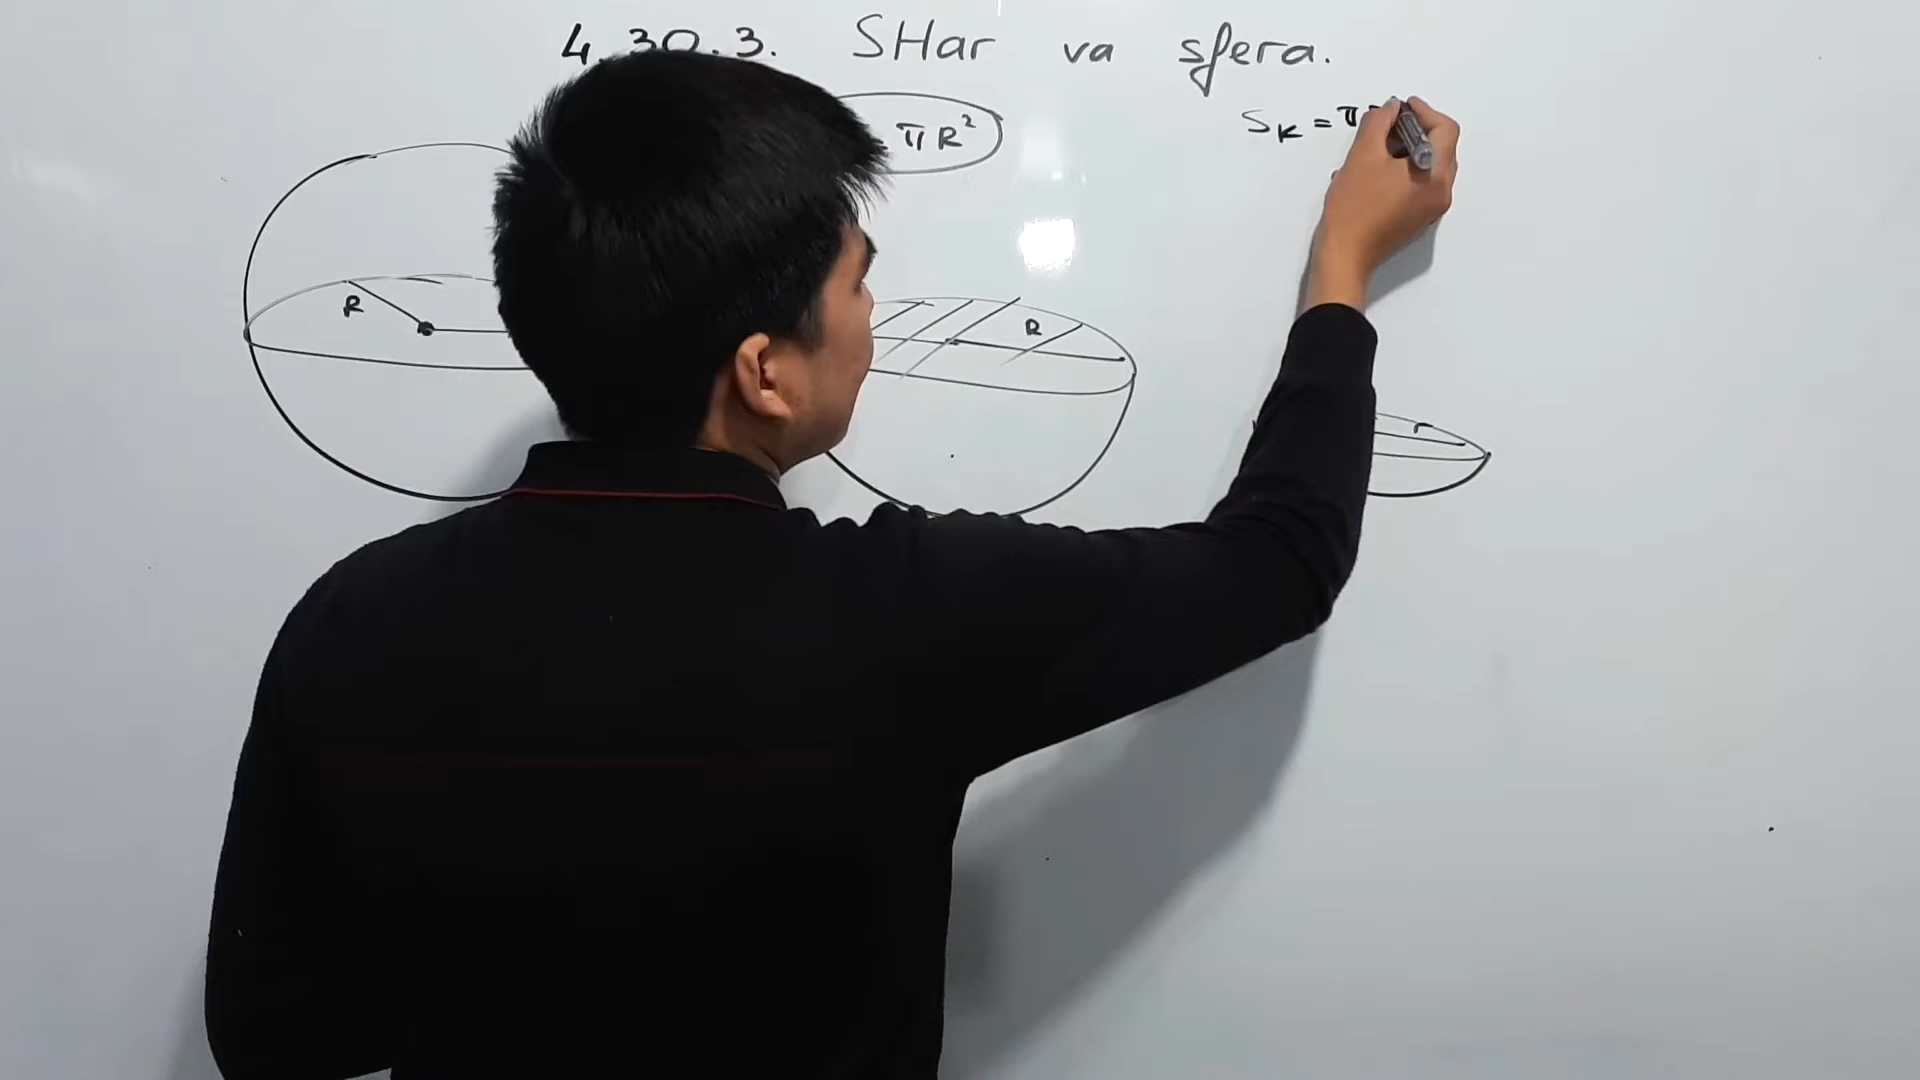 4.30.3. SHar va sfera.
πR²
S_K = π
R
R
r